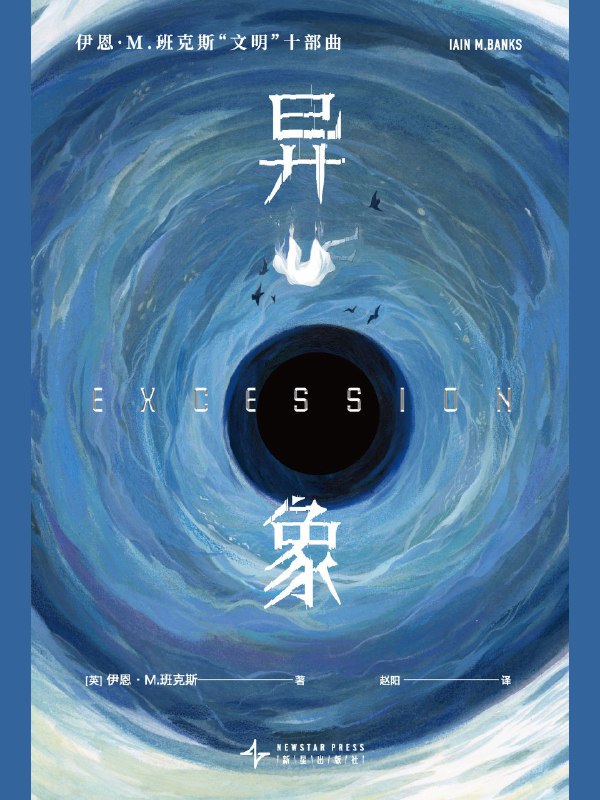 伊恩·M.班克斯“文明”十部曲
IAIN M.BANKS
异
EXCESSION
象
[英] 伊恩·M.班克斯 著
赵阳 译
NEWSTAR PRESS
新星出版社